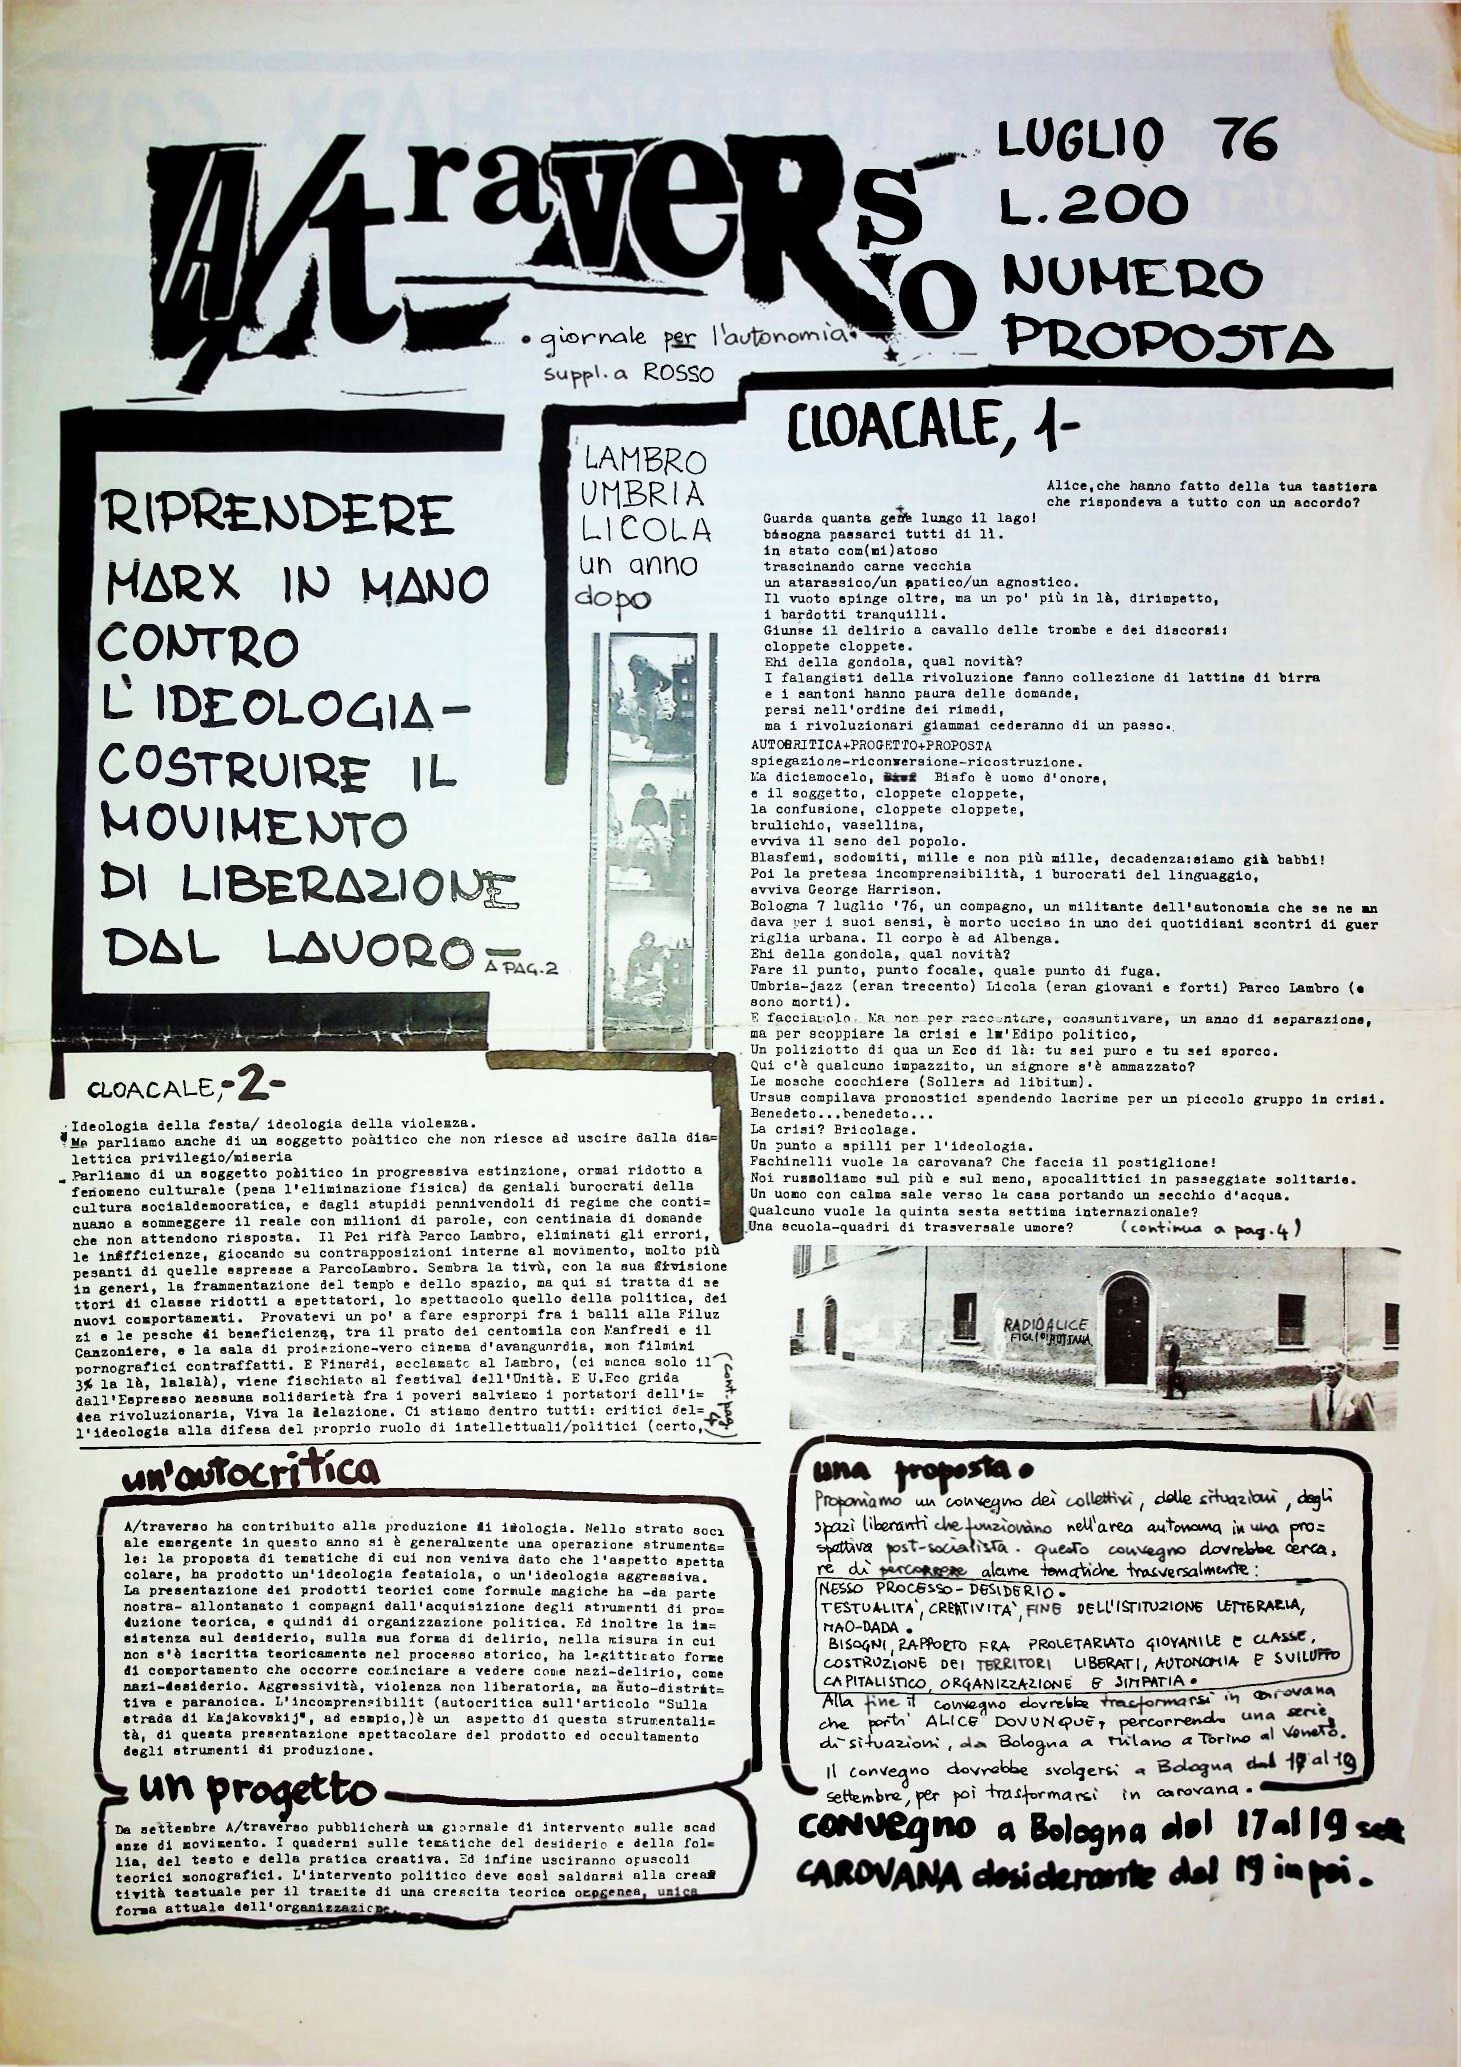 A/traverso
LUGLIO 76
L.200
NUMERO
PROPOSTA
• giornale per l'autonomia •
suppl. a ROSSO
RIPRENDERE
MARX IN MANO
CONTRO
L'IDEOLOGIA-
COSTRUIRE IL
MOVIMENTO
DI LIBERAZIONE
DAL LAVORO-
A PAG.2
LAMBRO
UMBRIA
LICOLA
un anno
dopo
CLOACALE, 1-
Alice,che hanno fatto della tua tastiera
che rispondeva a tutto con un accordo?
Guarda quanta gente lungo il lago!
bisogna passarci tutti di lì.
in stato com(mi)atoso
trascinando carne vecchia
un atarassico/un apatico/un agnostico.
Il vuoto spinge oltre, ma un po' più in là, dirimpetto,
i bardotti tranquilli.
Giunse il delirio a cavallo delle trombe e dei discorsi:
cloppete cloppete.
Ehi della gondola, qual novità?
I falangisti della rivoluzione fanno collezione di lattine di birra
e i santoni hanno paura delle domande,
persi nell'ordine dei rimedi,
ma i rivoluzionari giammai cederanno di un passo.
AUTOCRITICA+PROGETTO+PROPOSTA
spiegazione-riconversione-ricostruzione.
Ma diciamocelo, Bisfo è uomo d'onore,
e il soggetto, cloppete cloppete,
la confusione, cloppete cloppete,
brulichio, vasellina,
evviva il seno del popolo.
Blasfemi, sodomiti, mille e non più mille, decadenza:siamo già babbi!
Poi la pretesa incomprensibilità, i burocrati del linguaggio,
evviva George Harrison.
Bologna 7 luglio '76, un compagno, un militante dell'autonomia che se ne an
dava per i suoi sensi, è morto ucciso in uno dei quotidiani scontri di guer
riglia urbana. Il corpo è ad Albenga.
Ehi della gondola, qual novità?
Fare il punto, punto focale, quale punto di fuga.
Umbria-jazz (eran trecento) Licola (eran giovani e forti) Parco Lambro (e
sono morti).
E facciamolo. Ma non per raccontare, consuntivare, un anno di separazione,
ma per scoppiare la crisi e l'Edipo politico,
Un poliziotto di qua un Eco di là: tu sei puro e tu sei sporco.
Qui c'è qualcuno impazzito, un signore s'è ammazzato?
Le mosche cocchiere (Sollers ad libitum).
Ursus compilava pronostici spendendo lacrime per un piccolo gruppo in crisi.
Benedeto...benedeto...
La crisi? Bricolage.
Un punto a spilli per l'ideologia.
Fachinelli vuole la carovana? Che faccia il postiglione!
Noi russoliamo sul più e sul meno, apocalittici in passeggiate solitarie.
Un uomo con calma sale verso la casa portando un secchio d'acqua.
Qualcuno vuole la quinta sesta settima internazionale?
Una scuola-quadri di trasversale umore? (continua a pag.4)
RADIO ALICE
CLOACALE,-2-
Ideologia della festa/ ideologia della violenza.
Ma parliamo anche di un soggetto poàitico che non riesce ad uscire dalla dia=
lettica privilegio/miseria
Parliamo di un soggetto poàitico in progressiva estinzione, ormai ridotto a
fenomeno culturale (pena l'eliminazione fisica) da geniali burocrati della
cultura socialdemocratica, e dagli stupidi pennivendoli di regime che conti=
nuano a sommeggere il reale con milioni di parole, con centinaia di domande
che non attendono risposta. Il Pci rifà Parco Lambro, eliminati gli errori,
le inefficienze, giocando su contrapposizioni interne al movimento, molto più
pesanti di quelle espresse a ParcoLambro. Sembra la tivù, con la sua divisione
in generi, la frammentazione del tempo e dello spazio, ma qui si tratta di se
ttori di classe ridotti a spettatori, lo spettacolo quello della politica, dei
nuovi comportamenti. Provatevi un po' a fare esprorpi fra i balli alla Filuz
zi e le pesche di beneficienza, tra il prato dei centomila con Manfredi e il
Canzoniere, e la sala di proiezione-vero cinema d'avanguardia, non filmini
pornografici contraffatti. E Finardi, acclamato al Lambro, (ci manca solo il
3% la là, lalalà), viene fischiato al festival dell'Unità. E U.Eco grida
dall'Espresso nessuna solidarietà fra i poveri salviamo i portatori dell'i=
dea rivoluzionaria, Viva la delazione. Ci stiamo dentro tutti: critici del=
l'ideologia alla difesa del proprio ruolo di intellettuali/politici (certo,
(cont. pag. 4)
un'autocritica
A/traverso ha contribuito alla produzione di ideologia. Nello strato soci
ale emergente in questo anno si è generalmente una operazione strumenta=
le: la proposta di tematiche di cui non veniva dato che l'aspetto spetta
colare, ha prodotto un'ideologia festaiola, o un'ideologia aggressiva.
La presentazione dei prodotti teorici come formule magiche ha -da parte
nostra- allontanato i compagni dall'acquisizione degli strumenti di pro=
duzione teorica, e quindi di organizzazione politica. Ed inoltre la in=
sistenza sul desiderio, sulla sua forma di delirio, nella misura in cui
non s'è iscritta teoricamente nel processo storico, ha legittimato forme
di comportamento che occorre cominciare a vedere come nazi-delirio, come
nazi-desiderio. Aggressività, violenza non liberatoria, ma auto-distrut=
tiva e paranoica. L'incomprensibilit (autocritica sull'articolo "Sulla
strada di Majakovskij", ad esmpio,)è un aspetto di questa strumentali=
tà, di questa presentazione spettacolare del prodotto ed occultamento
degli strumenti di produzione.
un progetto
Da settembre A/traverso pubblicherà un giornale di intervento sulle scad
enze di movimento. I quaderni sulle tematiche del desiderio e della fol=
lia, del testo e della pratica creativa. Ed infine usciranno opuscoli
teorici monografici. L'intervento politico deve così saldarsi alla creat
tività testuale per il tramite di una crescita teorica omogenea, unica
forma attuale dell'organizzazione
una proposta.
Proponiamo un convegno dei collettivi, delle situazioni, degli
spazi liberanti che funzionano nell'area autonoma in una pro=
spettiva post-socialista. Questo convegno dovrebbe cerca,
re di percorrere alcune tematiche trasversalmente:
NESSO PROCESSO-DESIDERIO.
TESTUALITA', CREATIVITA', FINE DELL'ISTITUZIONE LETTERARIA,
MAO-DADA.
BISOGNI, RAPPORTO FRA PROLETARIATO GIOVANILE E CLASSE,
COSTRUZIONE DEI TERRITORI LIBERATI, AUTONOMIA E SVILUPPO
CAPITALISTICO, ORGANIZZAZIONE E SIMPATIA.
Alla fine il convegno dovrebbe trasformarsi in carovana
che porti ALICE DOVUNQUE, percorrendo una serie
di situazioni, da Bologna a Milano a Torino al Veneto.
Il convegno dovrebbe svolgersi a Bologna dal 17 al 19
settembre, per poi trasformarsi in carovana.
CONVEGNO a Bologna dal 17 al 19 sett
CAROVANA desiderante dal 19 in poi.